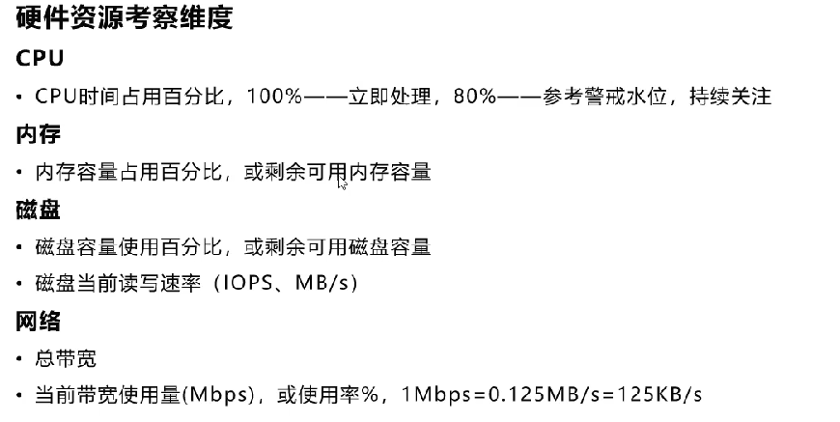 硬件资源考察维度
CPU
• CPU时间占用百分比，100%——立即处理，80%——参考警戒水位，持续关注
内存
• 内存容量占用百分比，或剩余可用内存容量
磁盘
• 磁盘容量使用百分比，或剩余可用磁盘容量
• 磁盘当前读写速率（IOPS、MB/s）
网络
• 总带宽
• 当前带宽使用量(Mbps)，或使用率%，1Mbps=0.125MB/s=125KB/s